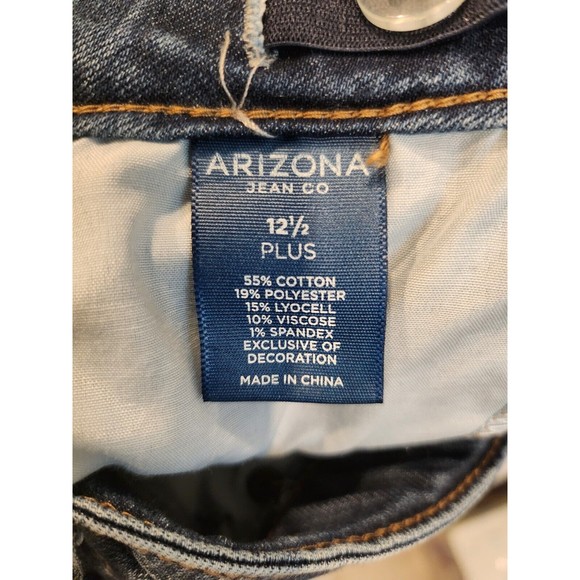 ARIZONA
JEAN CO
12½
PLUS
55% COTTON
19% POLYESTER
15% LYOCELL
10% VISCOSE
1% SPANDEX
EXCLUSIVE OF
DECORATION
MADE IN CHINA